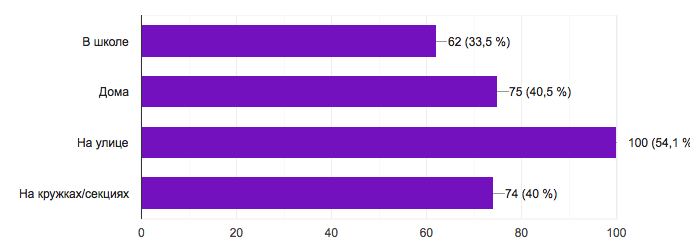 В школе 62 (33,5 %)
Дома 75 (40,5 %)
На улице 100 (54,1 %
На кружках/секциях 74 (40 %)
0 20 40 60 80 100